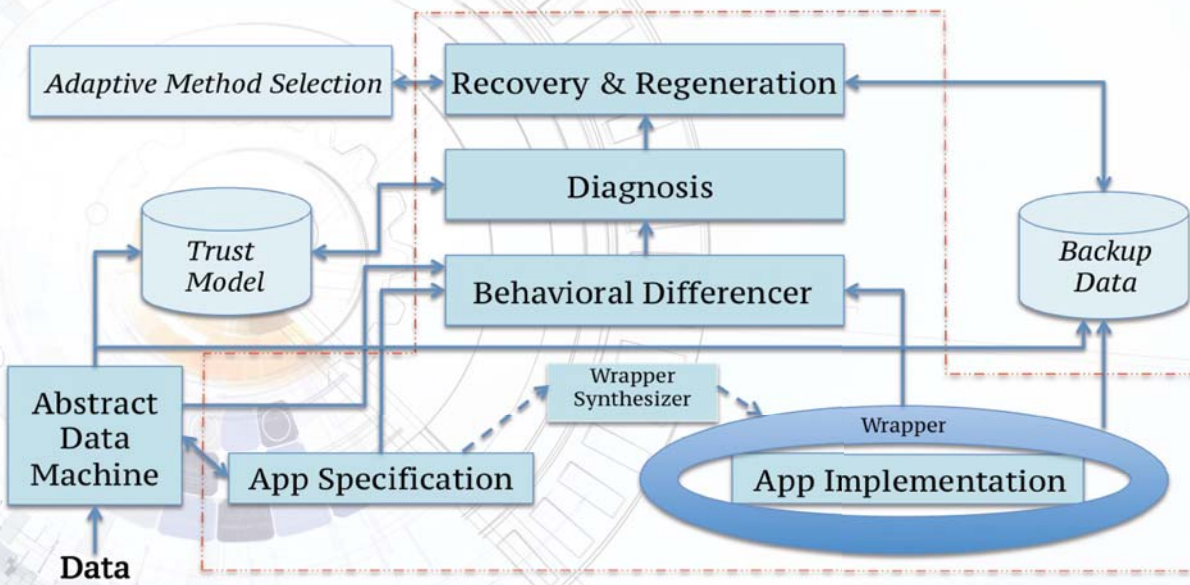 Adaptive Method Selection
Recovery & Regeneration
Diagnosis
Trust
Model
Backup
Data
Behavioral Differencer
Wrapper
Synthesizer
Abstract
Data
Machine
Wrapper
App Specification
App Implementation
Data